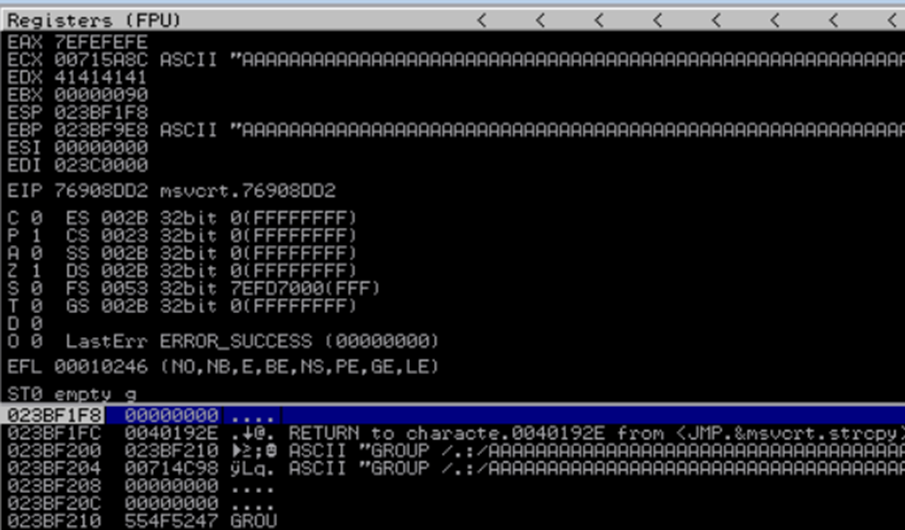 Registers (FPU) < < < < < < < <
EAX 7EFEFEFE
ECX 00715A8C ASCII "AAAAAAAAAAAAAAAAAAAAAAAAAAAAAAAAAAAAAAAAAAAAAAAAAAAAAAAA
EDX 41414141
EBX 00000090
ESP 023BF1F8
EBP 023BF9E8 ASCII "AAAAAAAAAAAAAAAAAAAAAAAAAAAAAAAAAAAAAAAAAAAAAAAAAAAAAAAA
ESI 00000000
EDI 023C0000
EIP 76908DD2 msvcrt.76908DD2
C 0 ES 002B 32bit 0(FFFFFFFF)
P 1 CS 0023 32bit 0(FFFFFFFF)
A 0 SS 002B 32bit 0(FFFFFFFF)
Z 1 DS 002B 32bit 0(FFFFFFFF)
S 0 FS 0053 32bit 7EFD7000(FFF)
T 0 GS 002B 32bit 0(FFFFFFFF)
D 0
O 0 LastErr ERROR_SUCCESS (00000000)
EFL 00010246 (NO,NB,E,BE,NS,PE,GE,LE)
ST0 empty g
023BF1F8 00000000 ....
023BF1FC 0040192E .↓@. RETURN to characte.0040192E from <JMP.&msvcrt.strcpy>
023BF200 023BF210 ►≥;☻ ASCII "GROUP /.:/AAAAAAAAAAAAAAAAAAAAAAAAAAAAAAAAAAA
023BF204 00714C98 ÿLq. ASCII "GROUP /.:/AAAAAAAAAAAAAAAAAAAAAAAAAAAAAAAAAAA
023BF208 00000000 ....
023BF20C 00000000 ....
023BF210 554F5247 GROU